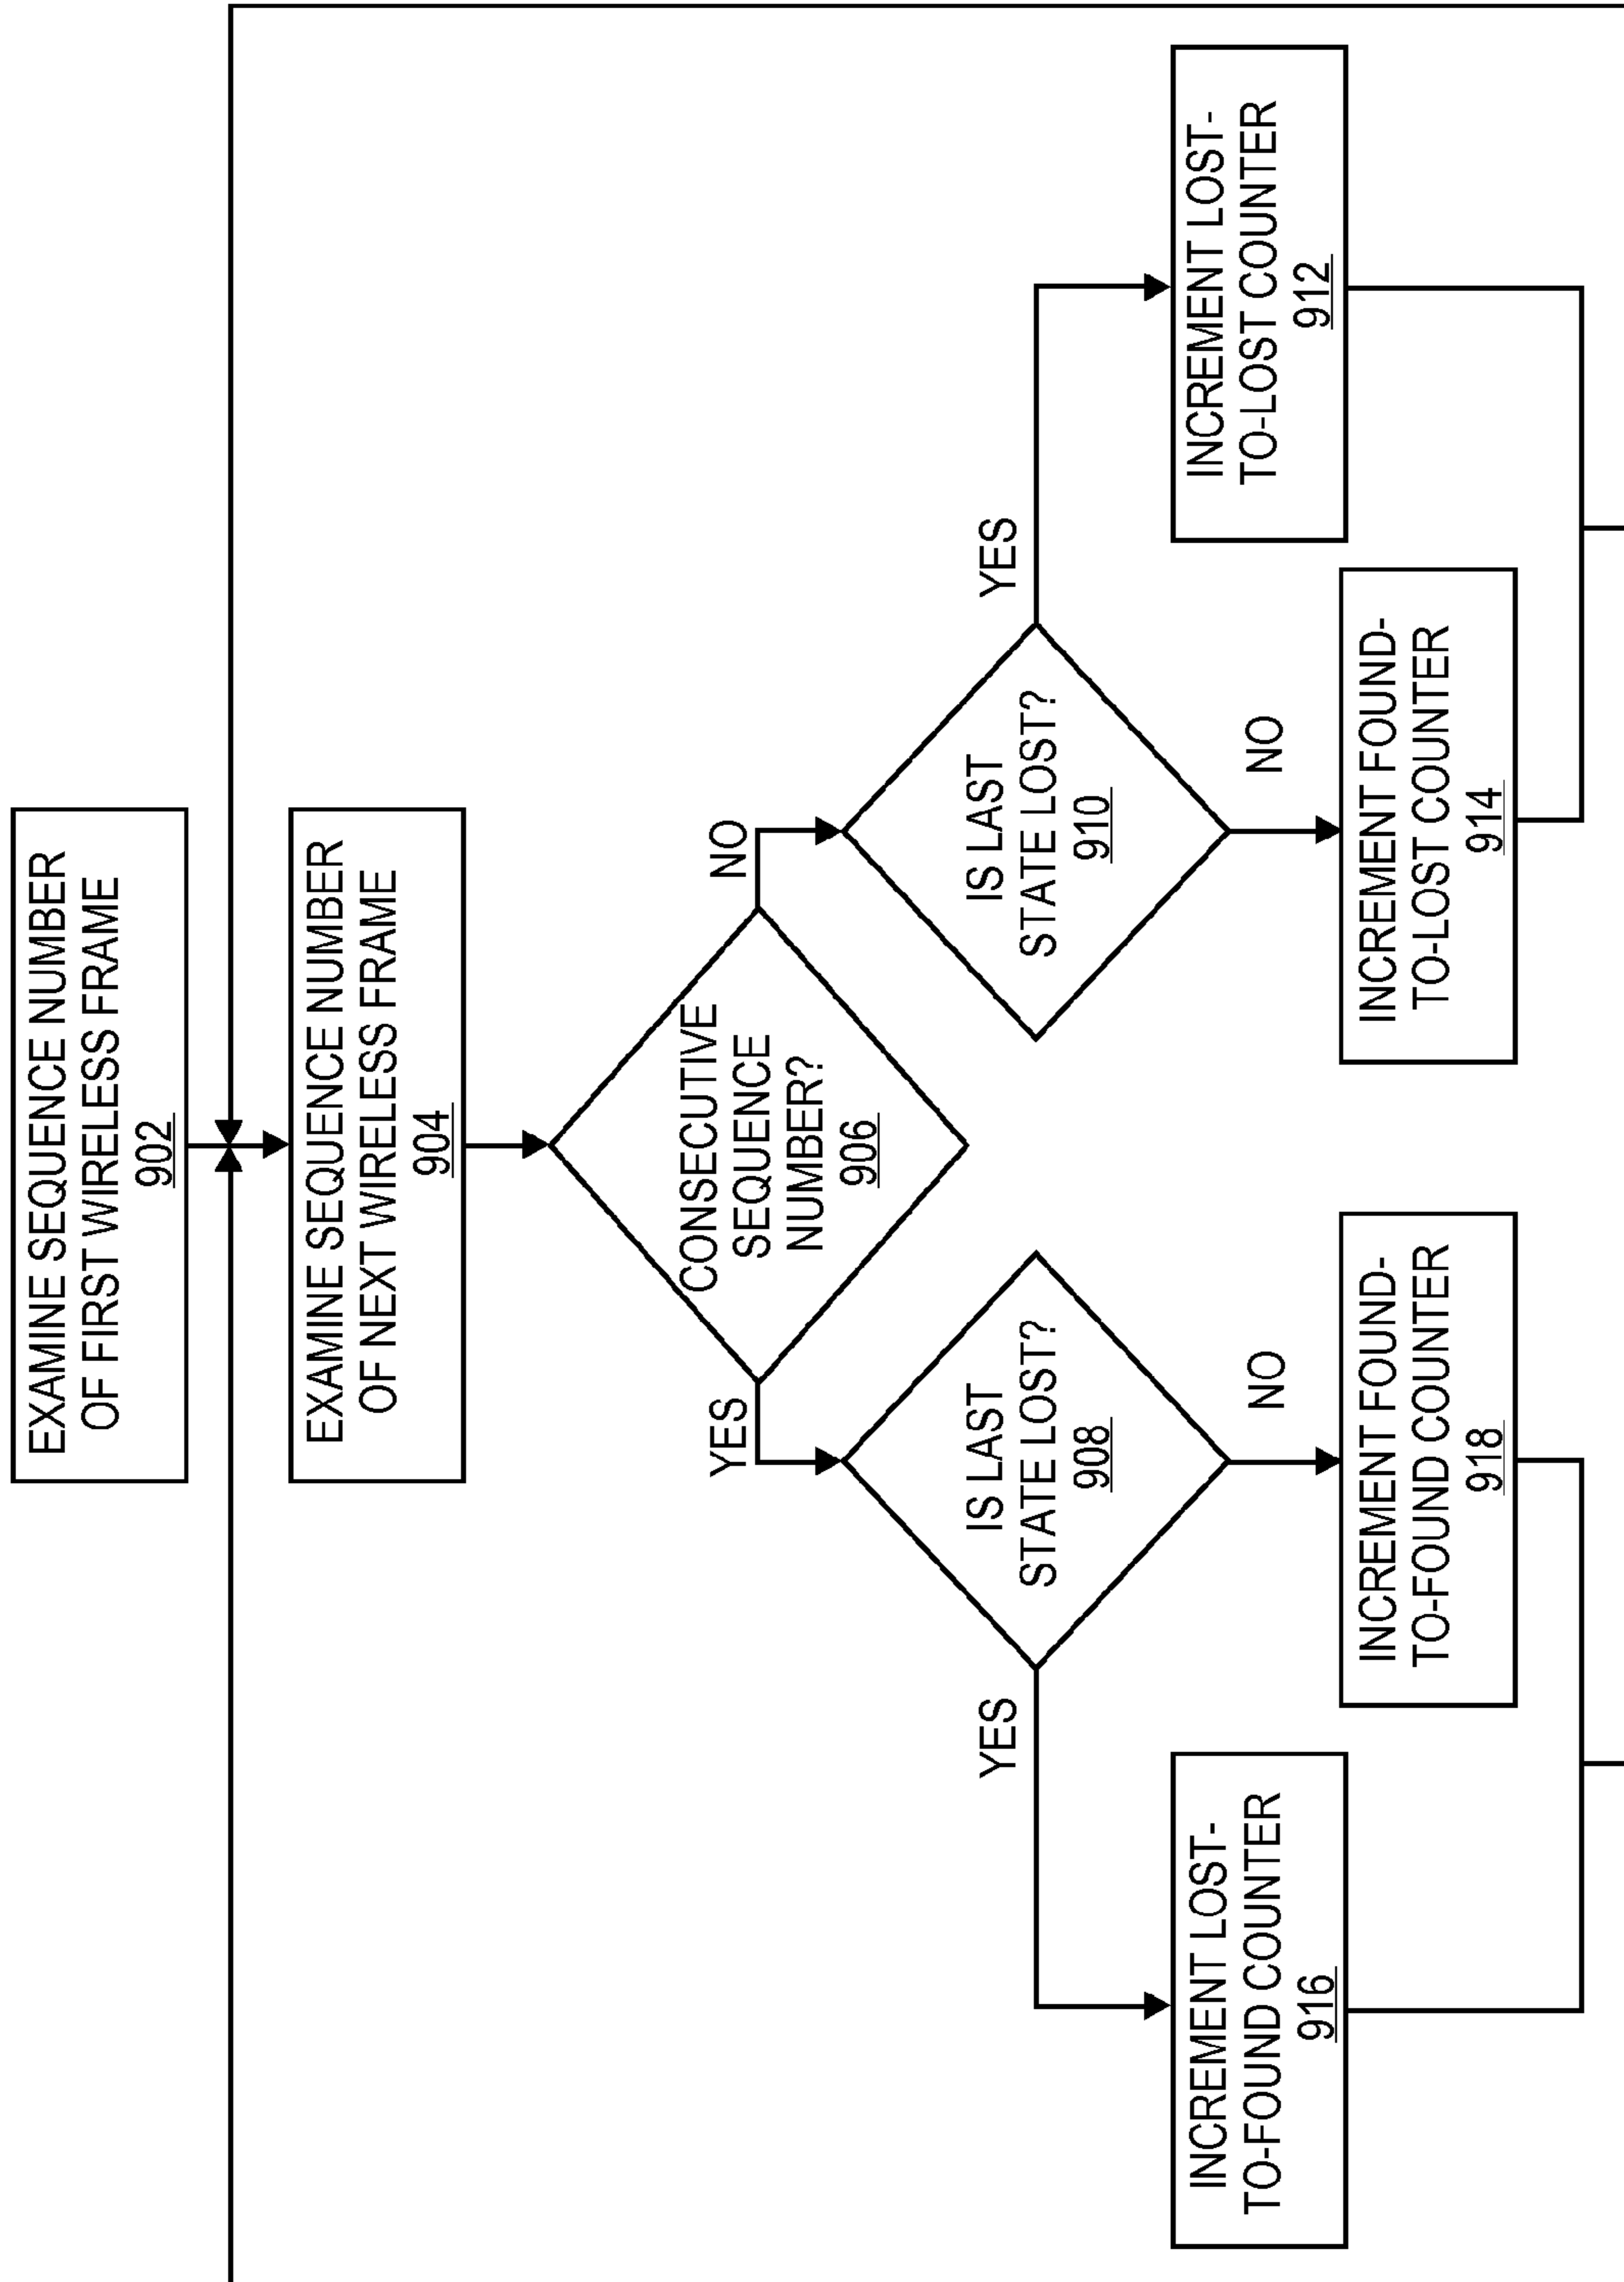 EXAMINE SEQUENCE NUMBER
OF FIRST WIRELESS FRAME
902
EXAMINE SEQUENCE NUMBER
OF NEXT WIRELESS FRAME
904
CONSECUTIVE
SEQUENCE
NUMBER?
906
YES
NO
IS LAST
STATE LOST?
908
IS LAST
STATE LOST?
910
YES
NO
NO
YES
INCREMENT LOST-
TO-FOUND COUNTER
916
INCREMENT FOUND-
TO-FOUND COUNTER
918
INCREMENT FOUND-
TO-LOST COUNTER
914
INCREMENT LOST-
TO-LOST COUNTER
912